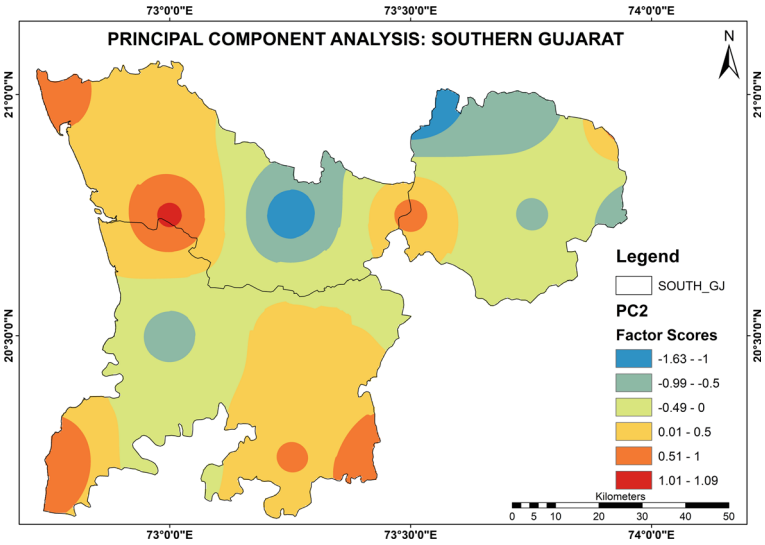 73°0'0"E 73°30'0"E 74°0'0"E
PRINCIPAL COMPONENT ANALYSIS: SOUTHERN GUJARAT
N
21°0'0"N 21°0'0"N
Legend
SOUTH_GJ
PC2
Factor Scores
20°30'0"N 20°30'0"N
-1.63 - -1
-0.99 - -0.5
-0.49 - 0
0.01 - 0.5
0.51 - 1
1.01 - 1.09
Kilometers
0 5 10 20 30 40 50
73°0'0"E 73°30'0"E 74°0'0"E